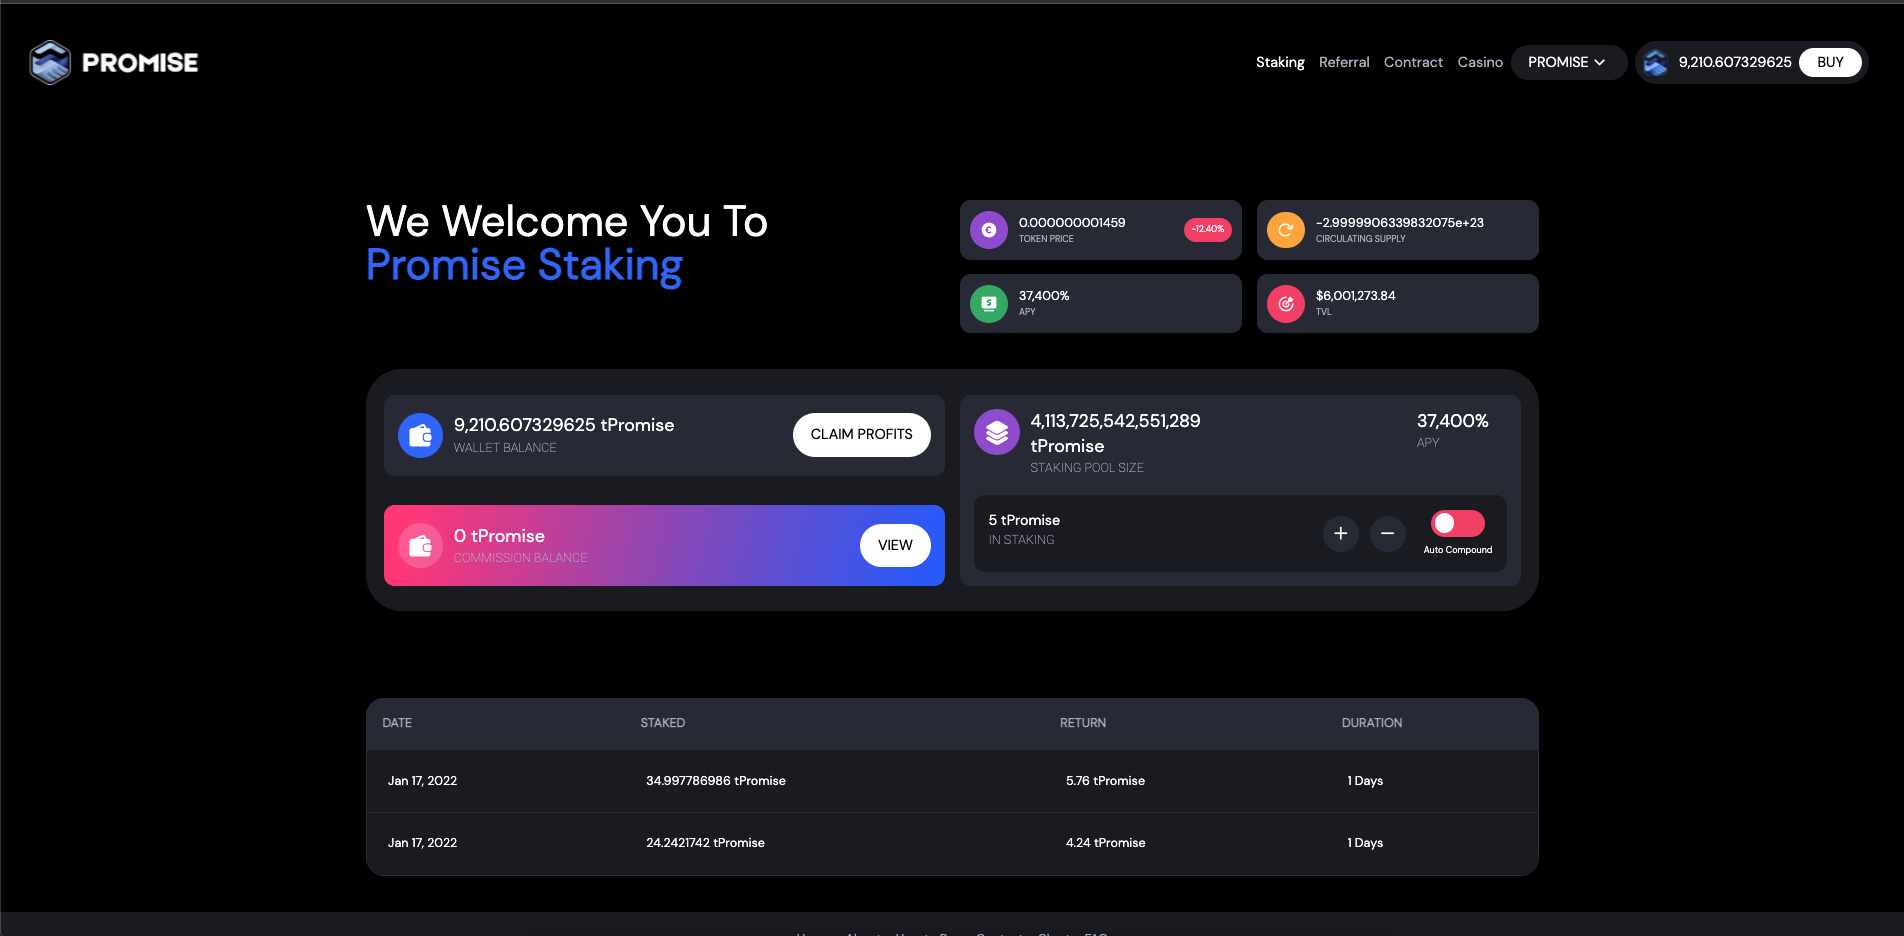 PROMISE
Staking Referral Contract Casino PROMISE 9,210.607329625 BUY
We Welcome You To
Promise Staking
0.000000001459
TOKEN PRICE
-12.40%
-2.9999906339832075e+23
CIRCULATING SUPPLY
37,400%
APY
$6,001,273.84
TVL
9,210.607329625 tPromise
WALLET BALANCE
CLAIM PROFITS
0 tPromise
COMMISSION BALANCE
VIEW
4,113,725,542,551,289
tPromise
STAKING POOL SIZE
37,400%
APY
5 tPromise
IN STAKING
Auto Compound
DATE STAKED RETURN DURATION
Jan 17, 2022 34.997786986 tPromise 5.76 tPromise 1 Days
Jan 17, 2022 24.2421742 tPromise 4.24 tPromise 1 Days